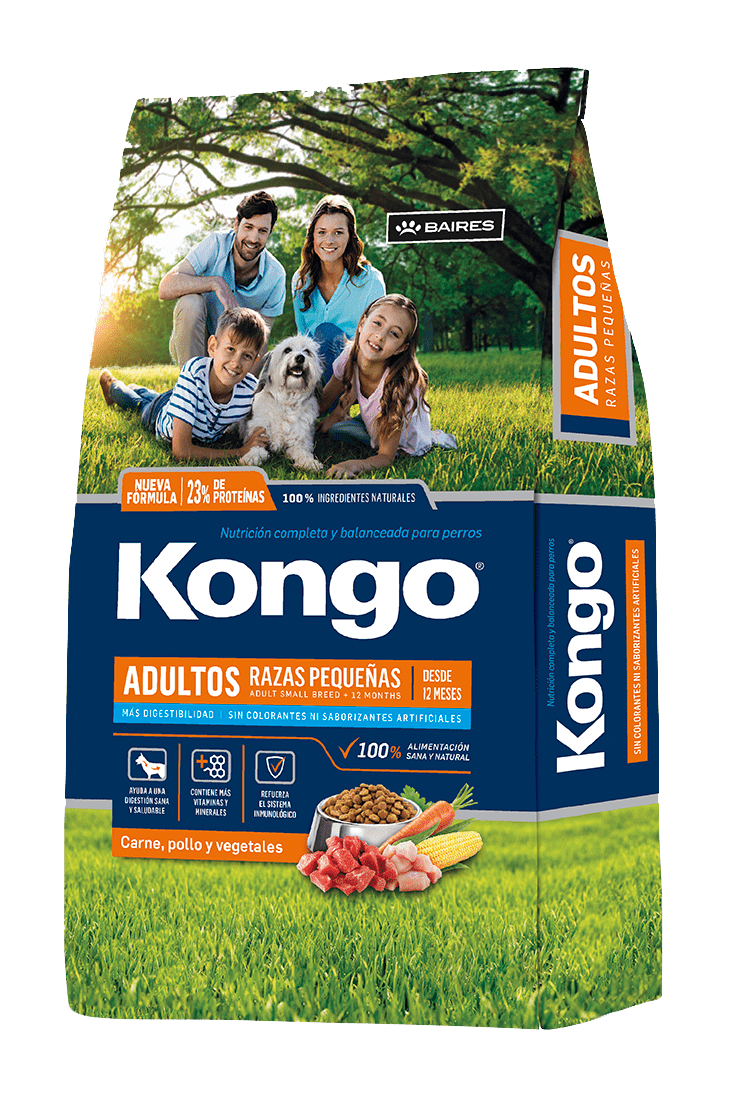 BAIRES
ADULTOS
RAZAS PEQUEÑAS
NUEVA
FÓRMULA
23% DE
PROTEÍNAS
100% INGREDIENTES NATURALES
Nutrición completa y balanceada para perros
Kongo®
ADULTOS
RAZAS PEQUEÑAS
ADULT SMALL BREED + 12 MONTHS
DESDE
12 MESES
MÁS DIGESTIBILIDAD | SIN COLORANTES NI SABORIZANTES ARTIFICIALES
100% ALIMENTACIÓN
SANA Y NATURAL
AYUDA A UNA
DIGESTIÓN SANA
Y SALUDABLE
CONTIENE MÁS
VITAMINAS Y
MINERALES
REFUERZA
EL SISTEMA
INMUNOLÓGICO
Carne, pollo y vegetales
Nutrición completa y balanceada para perros
Kongo®
SIN COLORANTES NI SABORIZANTES ARTIFICIALES